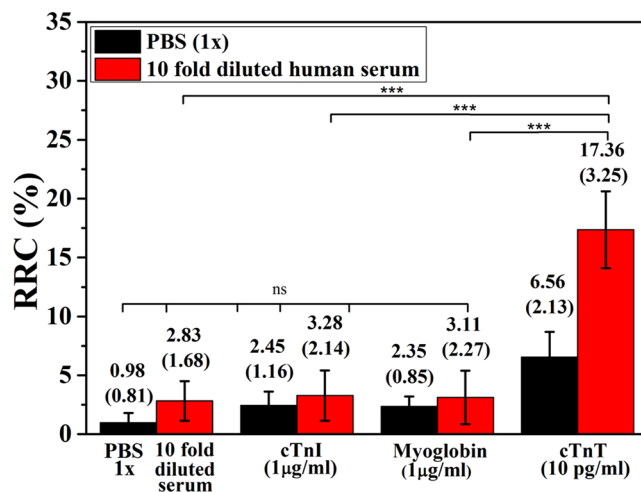 PBS (1x)
10 fold diluted human serum
RRC (%)
35
30
25
20
15
10
5
0
***
***
***
ns
0.98
(0.81)
2.83
(1.68)
2.45
(1.16)
3.28
(2.14)
2.35
(0.85)
3.11
(2.27)
6.56
(2.13)
17.36
(3.25)
PBS
1x
10 fold
diluted
serum
cTnI
(1μg/ml)
Myoglobin
(1μg/ml)
cTnT
(10 pg/ml)